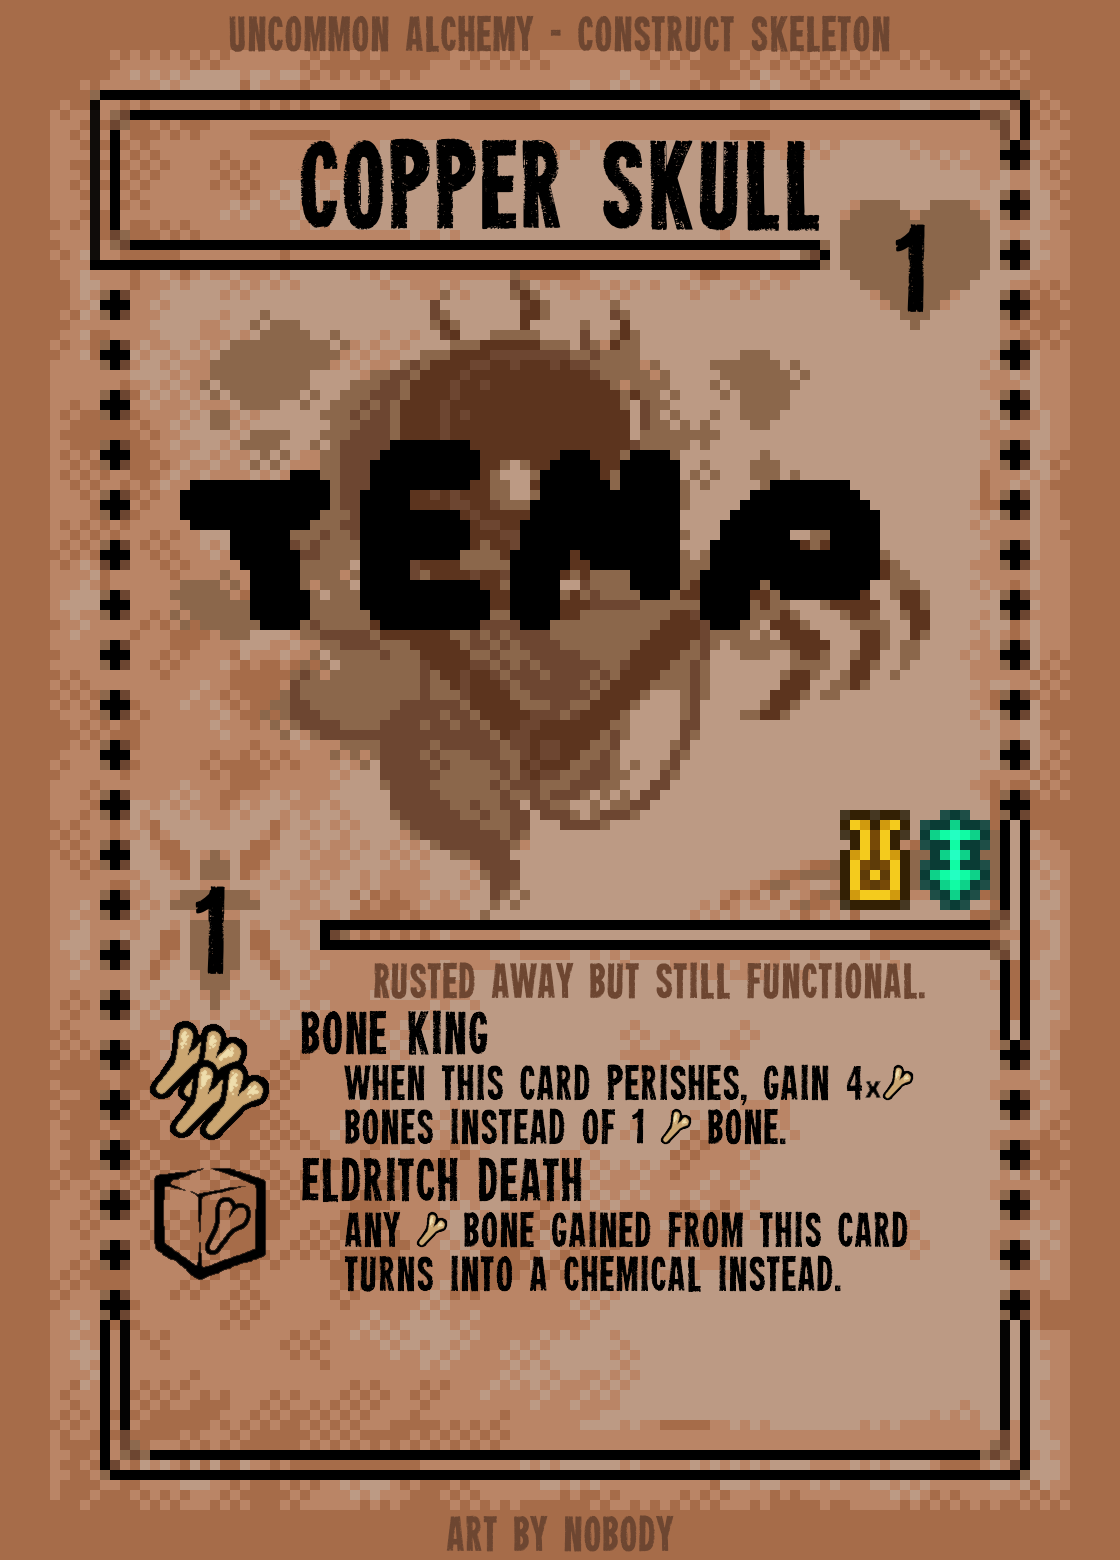 UNCOMMON ALCHEMY - CONSTRUCT SKELETON
COPPER SKULL
1
TEMP
1
RUSTED AWAY BUT STILL FUNCTIONAL.
BONE KING
WHEN THIS CARD PERISHES, GAIN 4x
BONES INSTEAD OF 1 BONE.
ELDRITCH DEATH
ANY BONE GAINED FROM THIS CARD
TURNS INTO A CHEMICAL INSTEAD.
ART BY NOBODY